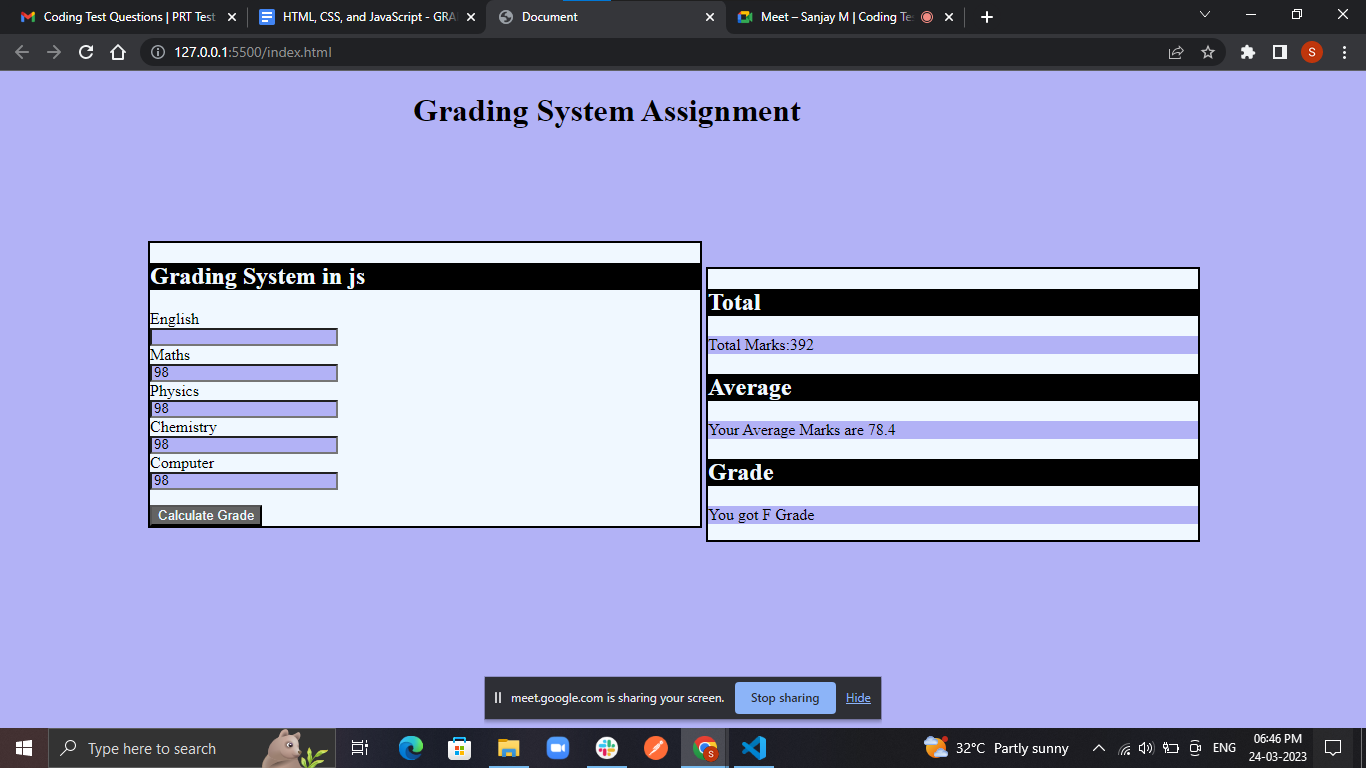 Coding Test Questions | PRT Test
HTML, CSS, and JavaScript - GRA
Document
Meet – Sanjay M | Coding Te
127.0.0.1:5500/index.html
S
Grading System Assignment
Grading System in js
English
Maths
98
Physics
98
Chemistry
98
Computer
98
Calculate Grade
Total
Total Marks:392
Average
Your Average Marks are 78.4
Grade
You got F Grade
meet.google.com is sharing your screen.
Stop sharing
Hide
Type here to search
32°C Partly sunny
ENG
06:46 PM
24-03-2023